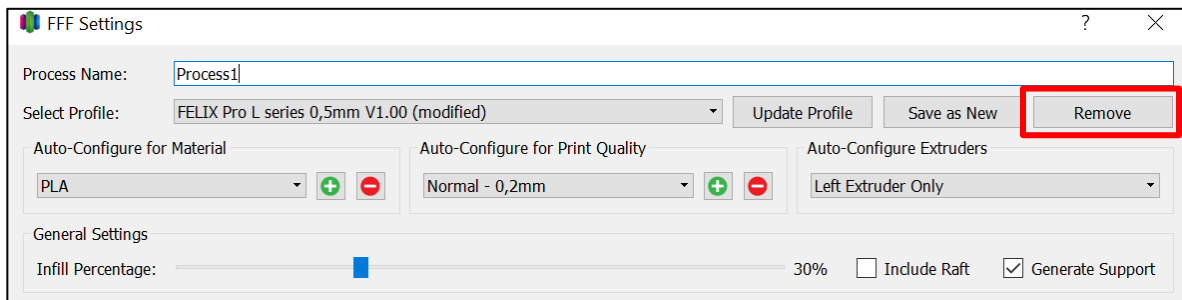 FFF Settings ?
Process Name: Process1
Select Profile: FELIX Pro L series 0,5mm V1.00 (modified) Update Profile Save as New Remove
Auto-Configure for Material Auto-Configure for Print Quality Auto-Configure Extruders
PLA Normal - 0,2mm Left Extruder Only
General Settings
Infill Percentage: 30% Include Raft Generate Support